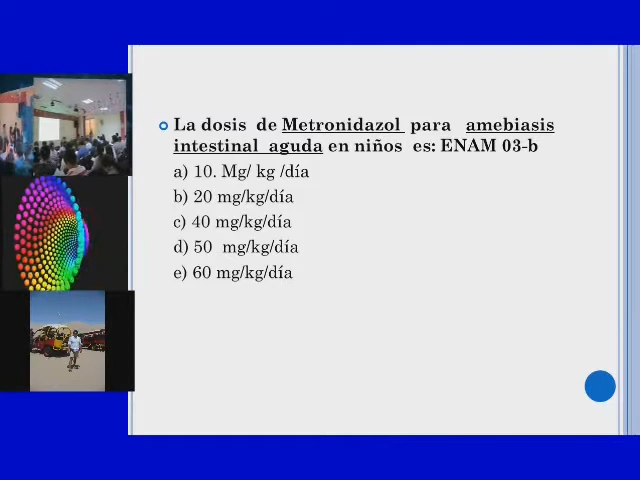 La dosis de Metronidazol para amebiasis
intestinal aguda en niños es: ENAM 03-b
a) 10. Mg/ kg /día
b) 20 mg/kg/día
c) 40 mg/kg/día
d) 50 mg/kg/día
e) 60 mg/kg/día